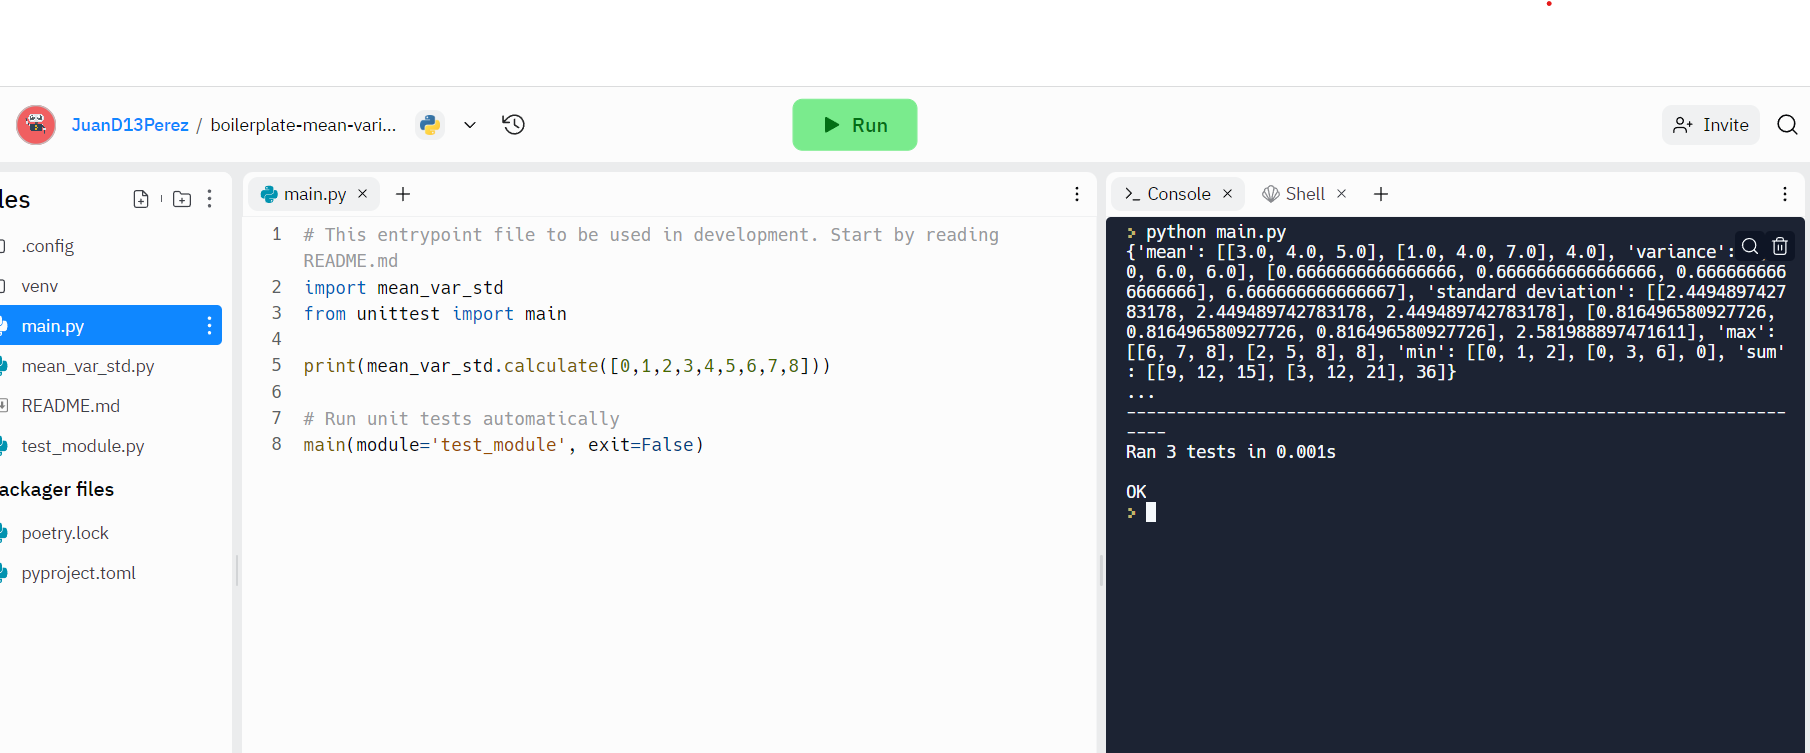 JuanD13Perez / boilerplate-mean-vari...
Run
Invite
les
.config
venv
main.py
mean_var_std.py
README.md
test_module.py
ackager files
poetry.lock
pyproject.toml
main.py
1 # This entrypoint file to be used in development. Start by reading
README.md
2 import mean_var_std
3 from unittest import main
4
5 print(mean_var_std.calculate([0,1,2,3,4,5,6,7,8]))
6
7 # Run unit tests automatically
8 main(module='test_module', exit=False)
Console Shell
python main.py
{'mean': [[3.0, 4.0, 5.0], [1.0, 4.0, 7.0], 4.0], 'variance':
0, 6.0, 6.0], [0.6666666666666666, 0.6666666666666666, 0.666666666
6666666], 6.666666666666667], 'standard deviation': [[2.4494897427
83178, 2.449489742783178, 2.449489742783178], [0.816496580927726,
0.816496580927726, 0.816496580927726], 2.581988897471611], 'max':
[[6, 7, 8], [2, 5, 8], 8], 'min': [[0, 1, 2], [0, 3, 6], 0], 'sum'
: [[9, 12, 15], [3, 12, 21], 36]}
...
------------------------------------------------------------------
----
Ran 3 tests in 0.001s
OK